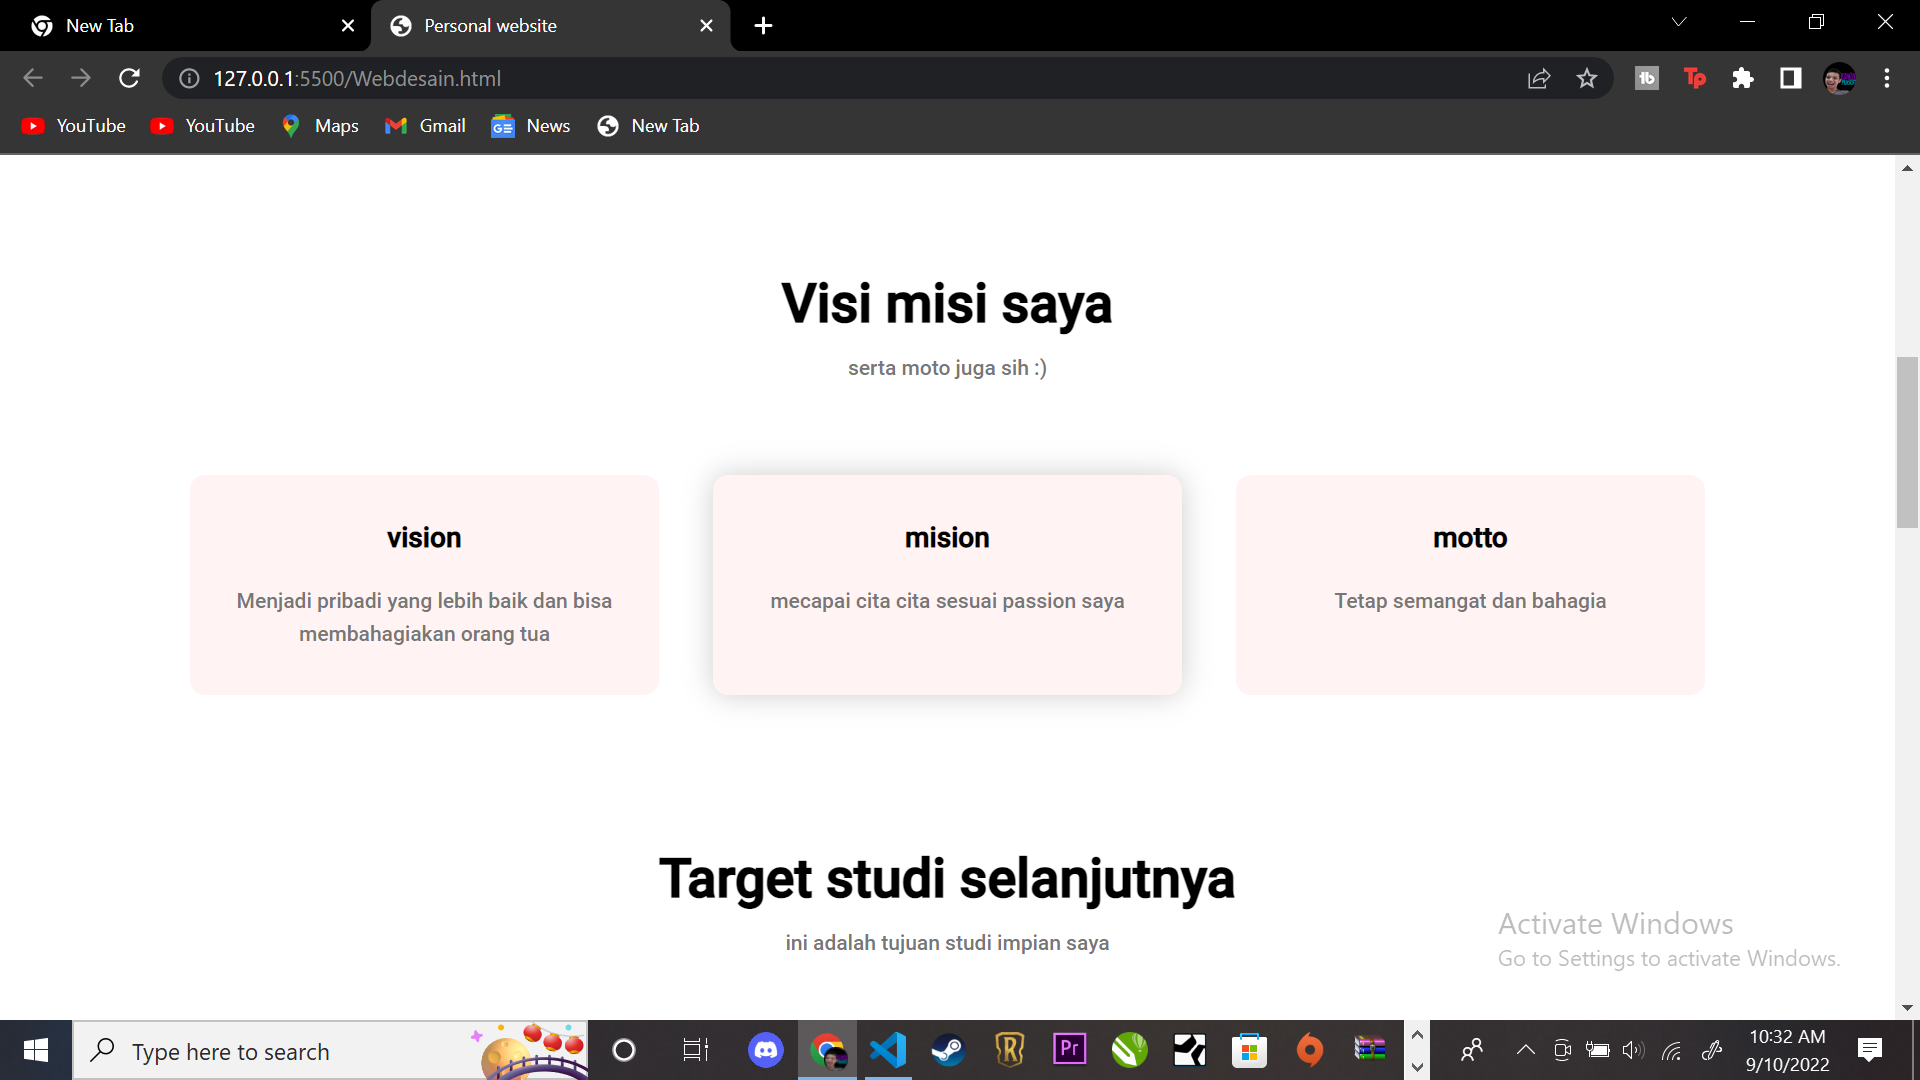 New Tab
Personal website
127.0.0.1:5500/Webdesain.html
YouTube
YouTube
Maps
Gmail
News
New Tab
Visi misi saya
serta moto juga sih :)
vision
Menjadi pribadi yang lebih baik dan bisa
membahagiakan orang tua
mision
mecapai cita cita sesuai passion saya
motto
Tetap semangat dan bahagia
Target studi selanjutnya
ini adalah tujuan studi impian saya
Activate Windows
Go to Settings to activate Windows.
Type here to search
10:32 AM
9/10/2022